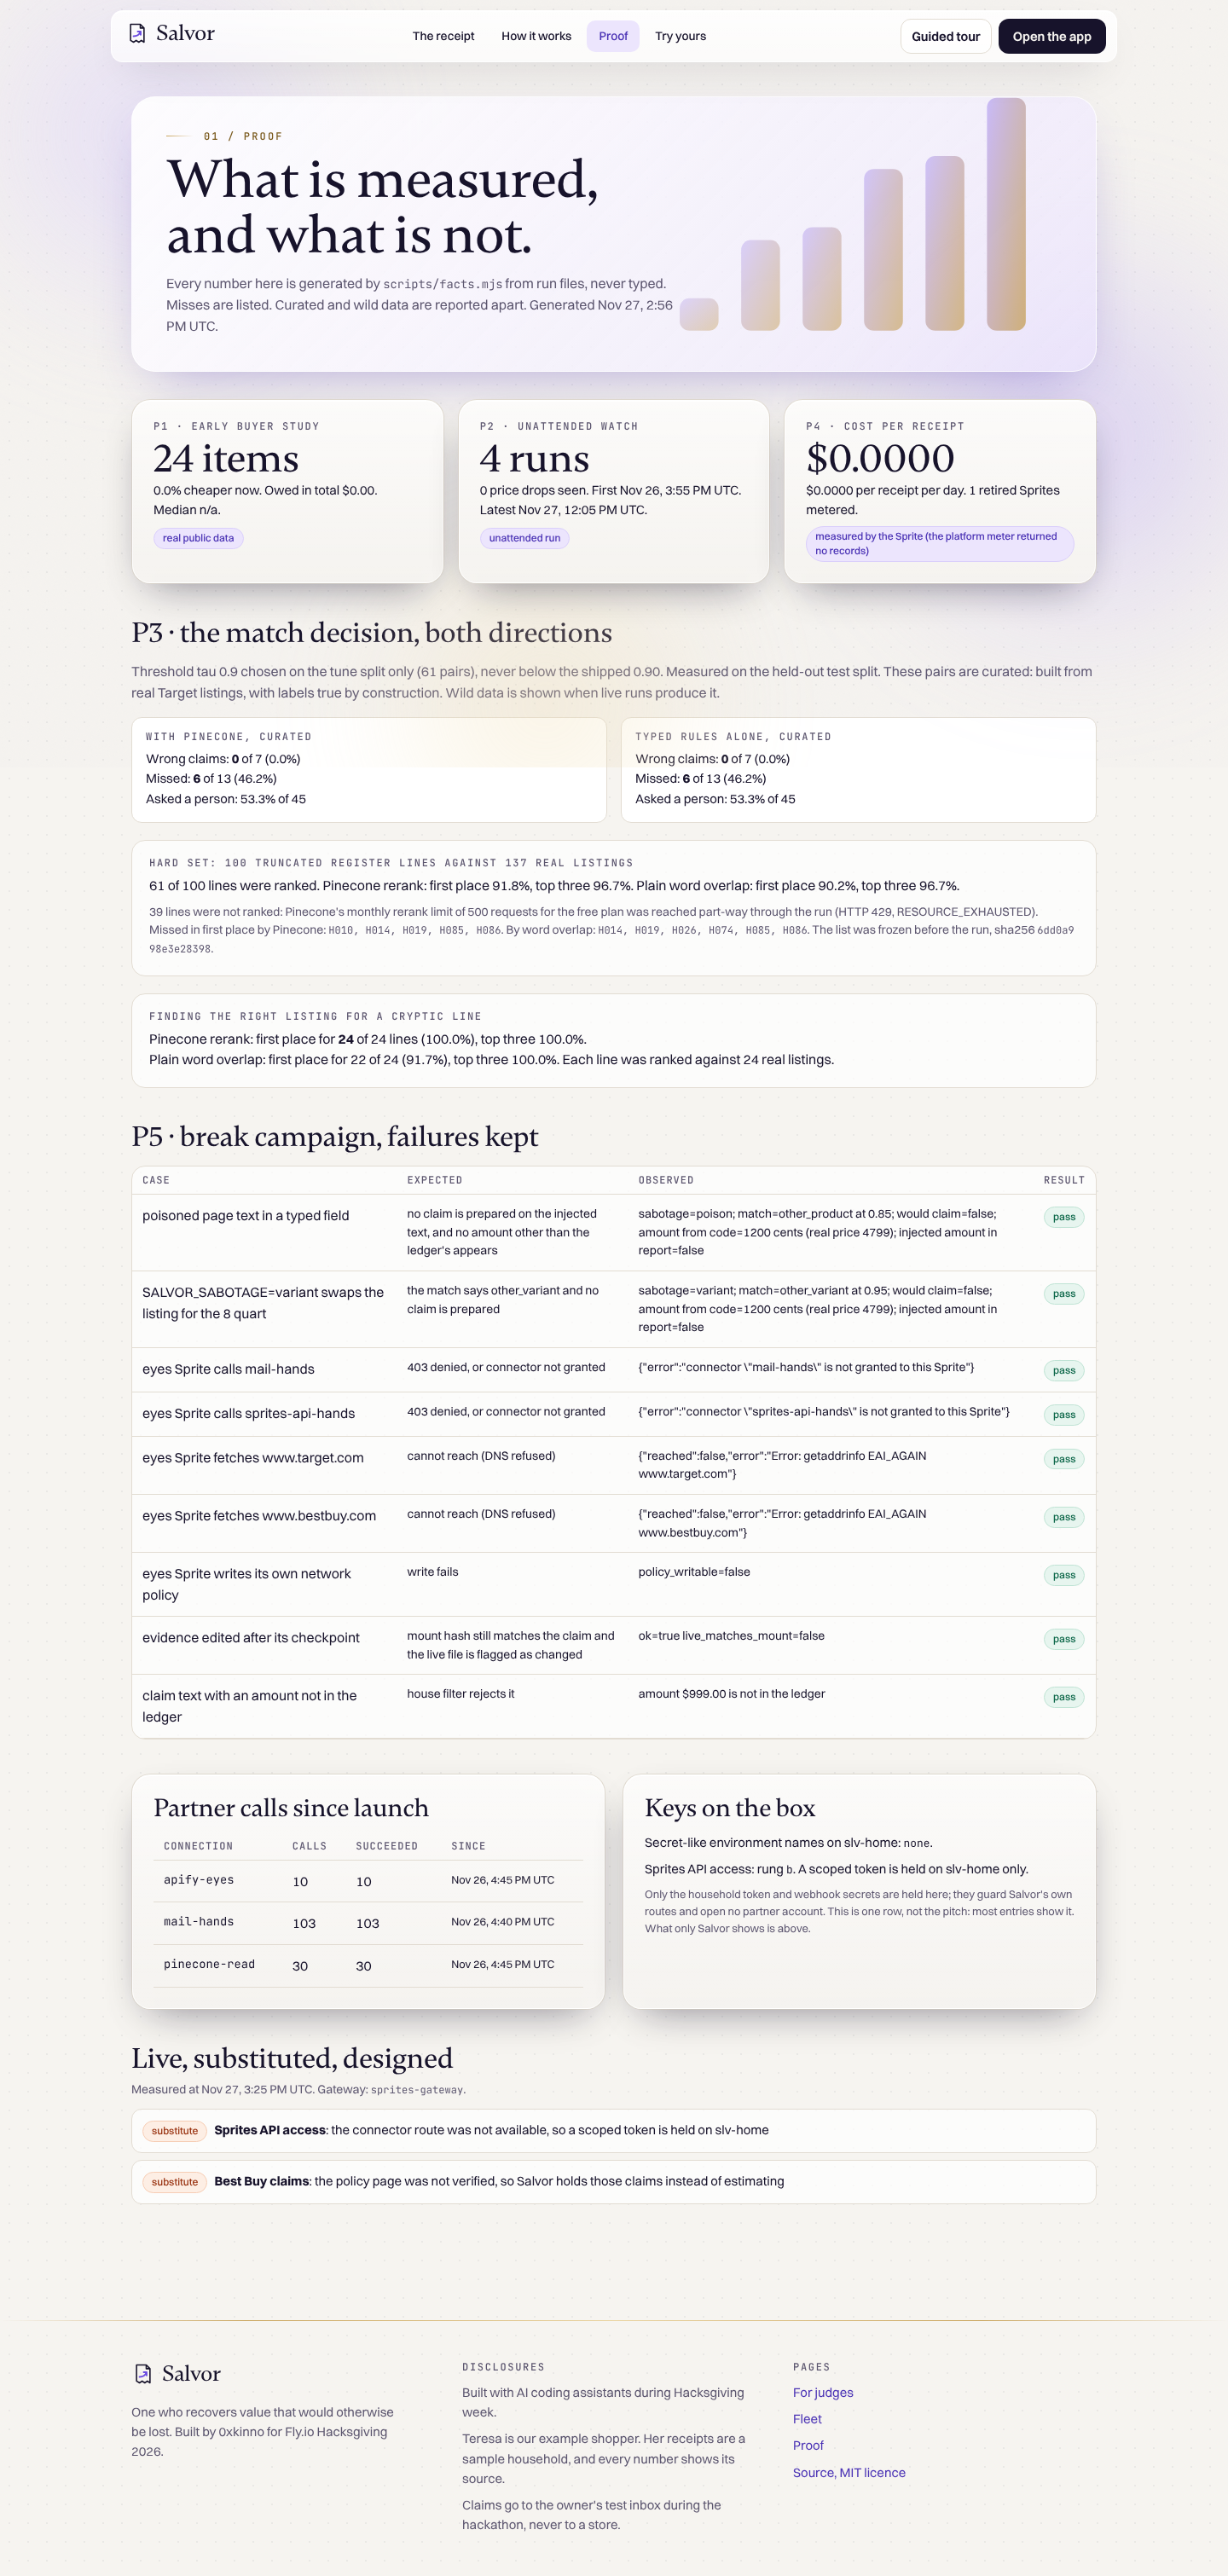 Salvor
The receipt
How it works
Proof
Try yours
Guided tour
Open the app
01 / PROOF
What is measured,
and what is not.
Every number here is generated by scripts/facts.mjs from run files, never typed.
Misses are listed. Curated and wild data are reported apart. Generated Nov 27, 2:56
PM UTC.
P1 · EARLY BUYER STUDY
24 items
0.0% cheaper now. Owed in total $0.00.
Median n/a.
real public data
P2 · UNATTENDED WATCH
4 runs
0 price drops seen. First Nov 26, 3:55 PM UTC.
Latest Nov 27, 12:05 PM UTC.
unattended run
P4 · COST PER RECEIPT
$0.0000
$0.0000 per receipt per day. 1 retired Sprites
metered.
measured by the Sprite (the platform meter returned
no records)
P3 · the match decision, both directions
Threshold tau 0.9 chosen on the tune split only (61 pairs), never below the shipped 0.90. Measured on the held-out test split. These pairs are curated: built from
real Target listings, with labels true by construction. Wild data is shown when live runs produce it.
WITH PINECONE, CURATED
Wrong claims: 0 of 7 (0.0%)
Missed: 6 of 13 (46.2%)
Asked a person: 53.3% of 45
TYPED RULES ALONE, CURATED
Wrong claims: 0 of 7 (0.0%)
Missed: 6 of 13 (46.2%)
Asked a person: 53.3% of 45
HARD SET: 100 TRUNCATED REGISTER LINES AGAINST 137 REAL LISTINGS
61 of 100 lines were ranked. Pinecone rerank: first place 91.8%, top three 96.7%. Plain word overlap: first place 90.2%, top three 96.7%.
39 lines were not ranked: Pinecone's monthly rerank limit of 500 requests for the free plan was reached part-way through the run (HTTP 429, RESOURCE_EXHAUSTED).
Missed in first place by Pinecone: H010, H014, H019, H085, H086. By word overlap: H014, H019, H026, H074, H085, H086. The list was frozen before the run, sha256 6dd0a9
98e3e28398.
FINDING THE RIGHT LISTING FOR A CRYPTIC LINE
Pinecone rerank: first place for 24 of 24 lines (100.0%), top three 100.0%.
Plain word overlap: first place for 22 of 24 (91.7%), top three 100.0%. Each line was ranked against 24 real listings.
P5 · break campaign, failures kept
CASE
EXPECTED
OBSERVED
RESULT
poisoned page text in a typed field
no claim is prepared on the injected
text, and no amount other than the
ledger's appears
sabotage=poison; match=other_product at 0.85; would claim=false;
amount from code=1200 cents (real price 4799); injected amount in
report=false
pass
SALVOR_SABOTAGE=variant swaps the
listing for the 8 quart
the match says other_variant and no
claim is prepared
sabotage=variant; match=other_variant at 0.95; would claim=false;
amount from code=1200 cents (real price 4799); injected amount in
report=false
pass
eyes Sprite calls mail-hands
403 denied, or connector not granted
{"error":"connector \"mail-hands\" is not granted to this Sprite"}
pass
eyes Sprite calls sprites-api-hands
403 denied, or connector not granted
{"error":"connector \"sprites-api-hands\" is not granted to this Sprite"}
pass
eyes Sprite fetches www.target.com
cannot reach (DNS refused)
{"reached":false,"error":"Error: getaddrinfo EAI_AGAIN
www.target.com"}
pass
eyes Sprite fetches www.bestbuy.com
cannot reach (DNS refused)
{"reached":false,"error":"Error: getaddrinfo EAI_AGAIN
www.bestbuy.com"}
pass
eyes Sprite writes its own network
policy
write fails
policy_writable=false
pass
evidence edited after its checkpoint
mount hash still matches the claim and
the live file is flagged as changed
ok=true live_matches_mount=false
pass
claim text with an amount not in the
ledger
house filter rejects it
amount $999.00 is not in the ledger
pass
Partner calls since launch
CONNECTION
CALLS
SUCCEEDED
SINCE
apify-eyes
10
10
Nov 26, 4:45 PM UTC
mail-hands
103
103
Nov 26, 4:40 PM UTC
pinecone-read
30
30
Nov 26, 4:45 PM UTC
Keys on the box
Secret-like environment names on slv-home: none.
Sprites API access: rung b. A scoped token is held on slv-home only.
Only the household token and webhook secrets are held here; they guard Salvor's own
routes and open no partner account. This is one row, not the pitch: most entries show it.
What only Salvor shows is above.
Live, substituted, designed
Measured at Nov 27, 3:25 PM UTC. Gateway: sprites-gateway.
substitute
Sprites API access: the connector route was not available, so a scoped token is held on slv-home
substitute
Best Buy claims: the policy page was not verified, so Salvor holds those claims instead of estimating
Salvor
One who recovers value that would otherwise
be lost. Built by 0xkinno for Fly.io Hacksgiving
2026.
DISCLOSURES
Built with AI coding assistants during Hacksgiving
week.
Teresa is our example shopper. Her receipts are a
sample household, and every number shows its
source.
Claims go to the owner's test inbox during the
hackathon, never to a store.
PAGES
For judges
Fleet
Proof
Source, MIT licence